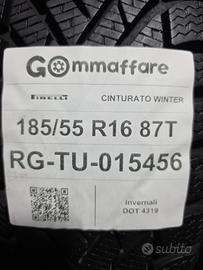 GOmmaffare
PIRELLI
CINTURATO WINTER
185/55 R16 87T
RG-TU-015456
Invernali
DOT 4319
subito